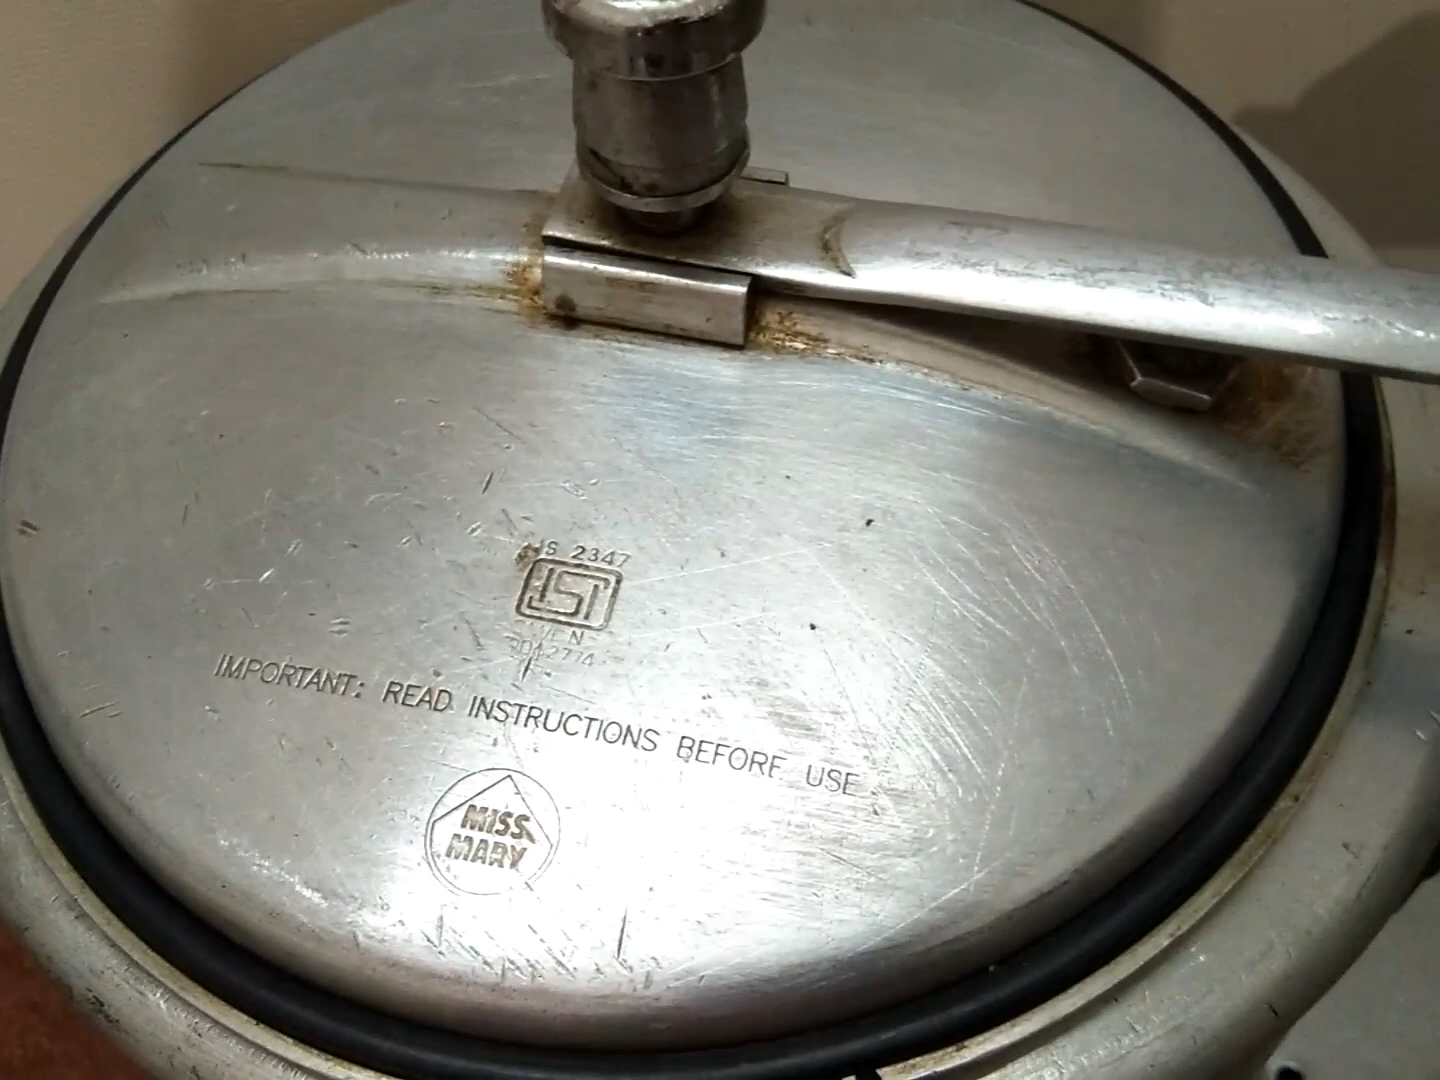 IS 2347
ISI
IMPORTANT: READ INSTRUCTIONS BEFORE USE
MISS
MARY